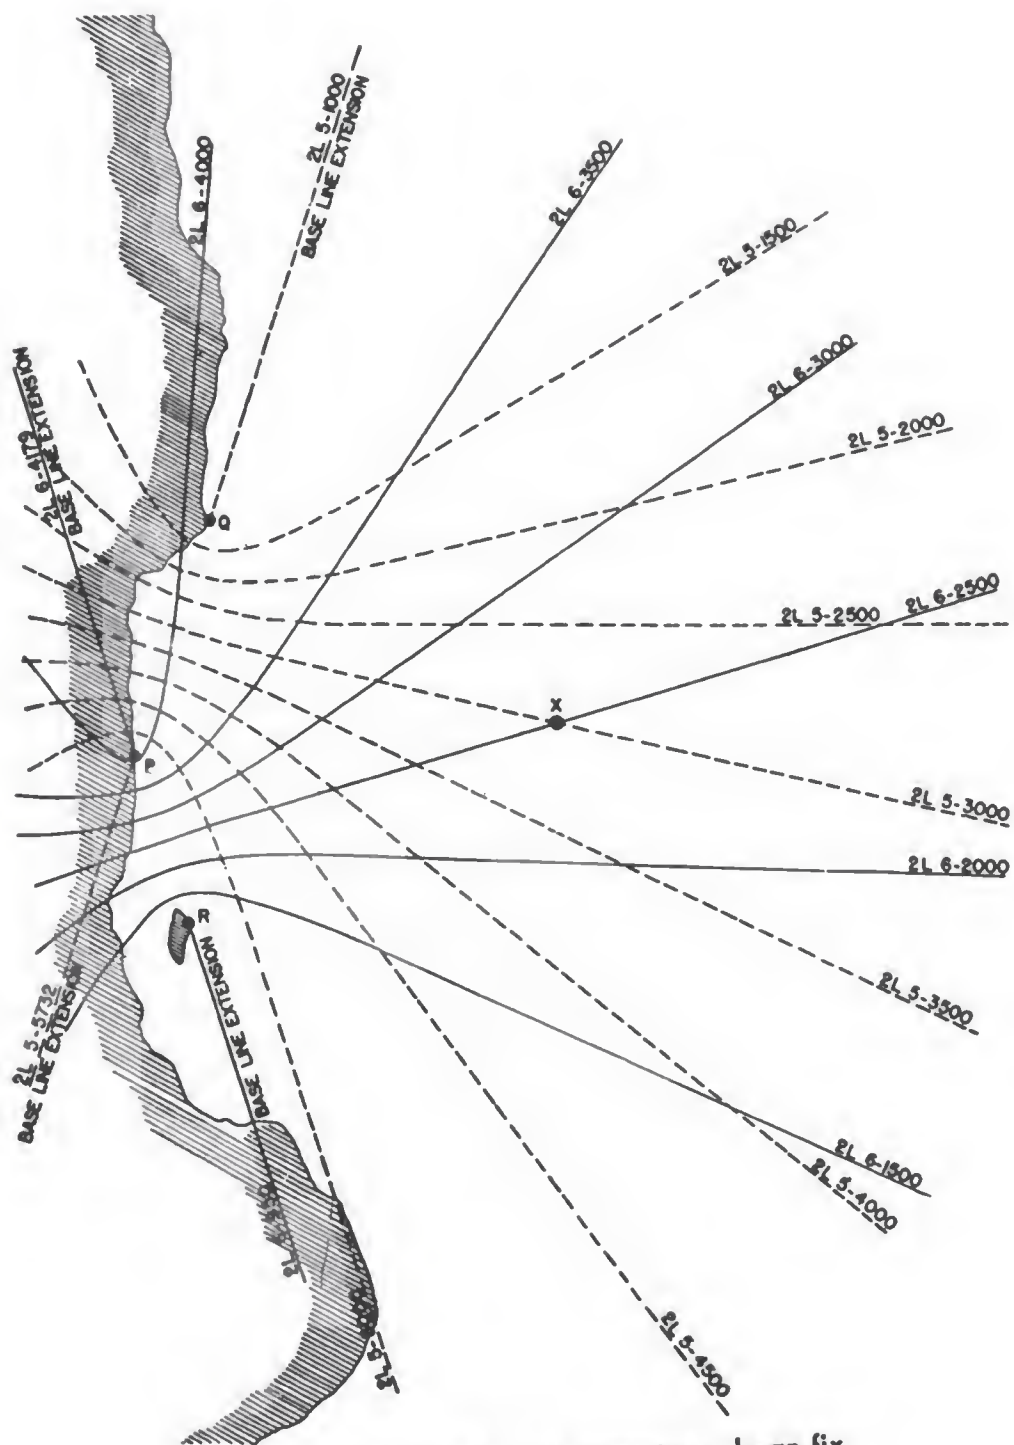 2L 5-1000
BASE LINE EXTENSION
2L 6-4000
2L 6-3500
2L 5-1500
2L 6-3000
2L 5-2000
2L 6-4179
BASE LINE EXTENSION
Q
2L 6-2500
2L 5-2500
X
P
2L 5-3000
2L 6-2000
R
BASE LINE EXTENSION
2L 5-3500
2L 5-5732
BASE LINE EXTENSION
2L 6-1500
2L 5-4000
2L 5-4500
fix